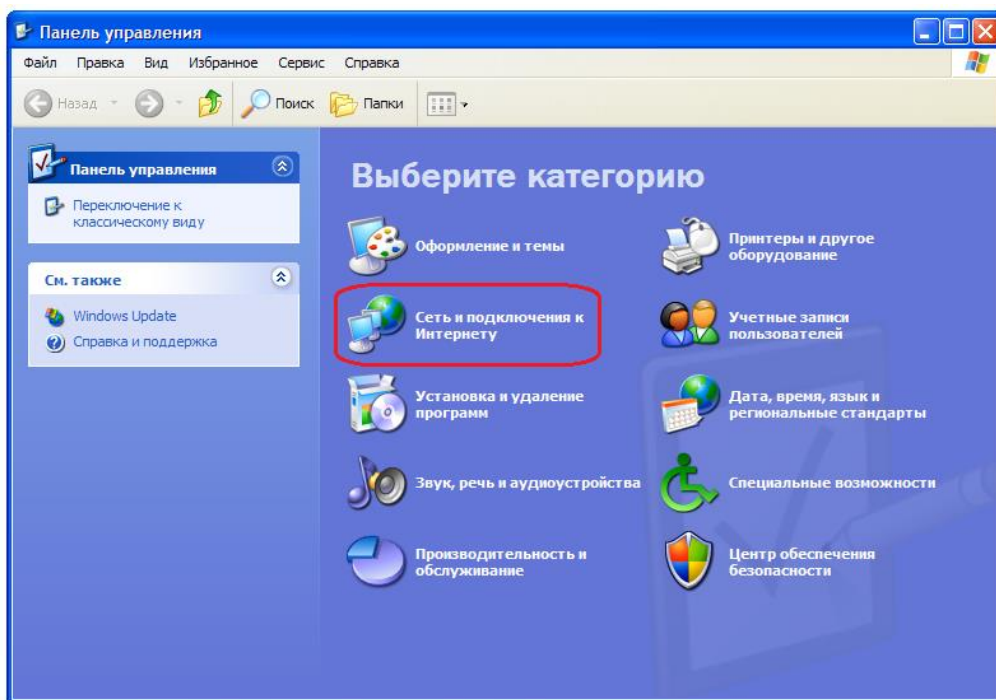 Панель управления
Файл Правка Вид Избранное Сервис Справка
Назад Поиск Папки
Панель управления
Переключение к
классическому виду
См. также
Windows Update
Справка и поддержка
Выберите категорию
Оформление и темы
Принтеры и другое
оборудование
Сеть и подключения к
Интернету
Учетные записи
пользователей
Установка и удаление
программ
Дата, время, язык и
региональные стандарты
Звук, речь и аудиоустройства
Специальные возможности
Производительность и
обслуживание
Центр обеспечения
безопасности